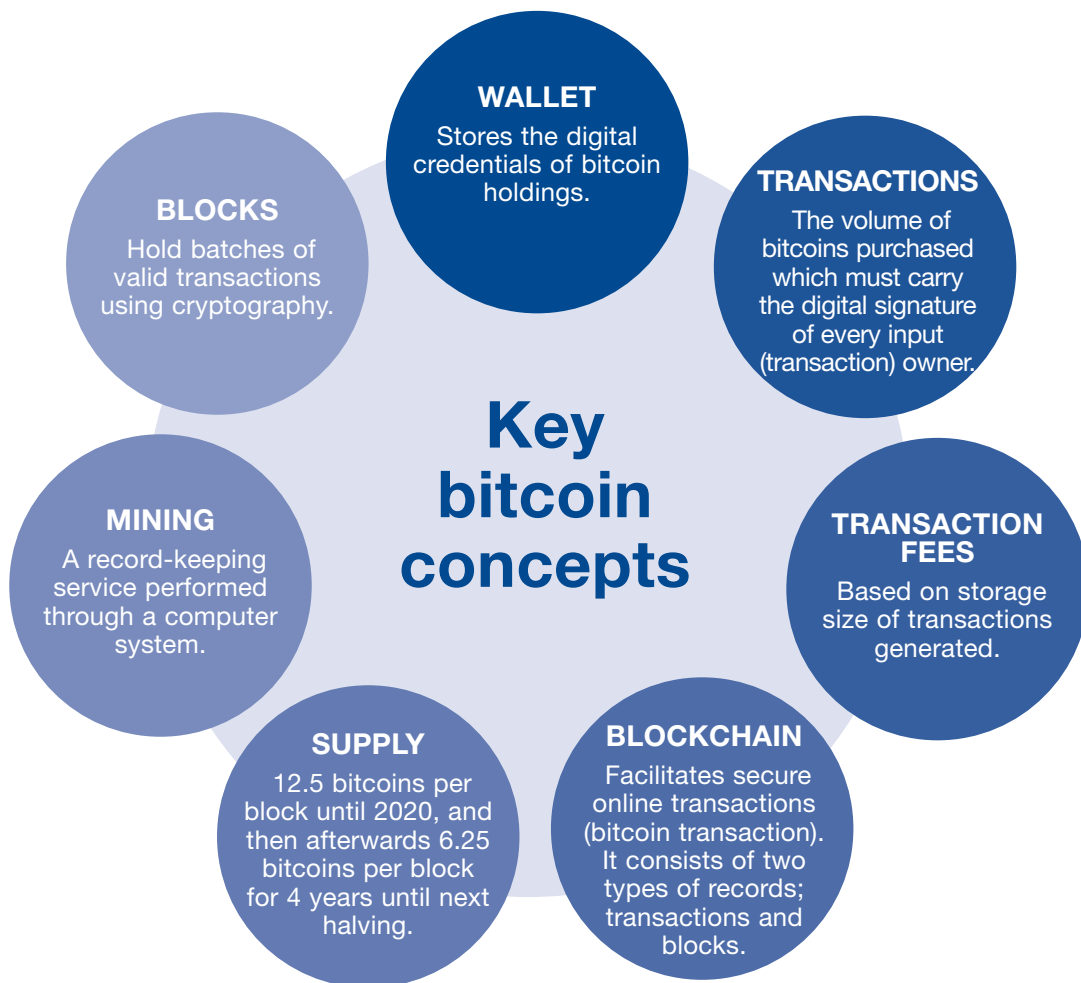 WALLET
Stores the digital
credentials of bitcoin
holdings.
TRANSACTIONS
The volume of
bitcoins purchased
which must carry
the digital signature
of every input
(transaction) owner.
TRANSACTION
FEES
Based on storage
size of transactions
generated.
BLOCKCHAIN
Facilitates secure
online transactions
(bitcoin transaction).
It consists of two
types of records;
transactions and
blocks.
SUPPLY
12.5 bitcoins per
block until 2020, and
then afterwards 6.25
bitcoins per block
for 4 years until next
halving.
MINING
A record-keeping
service performed
through a computer
system.
BLOCKS
Hold batches of
valid transactions
using cryptography.
Key
bitcoin
concepts